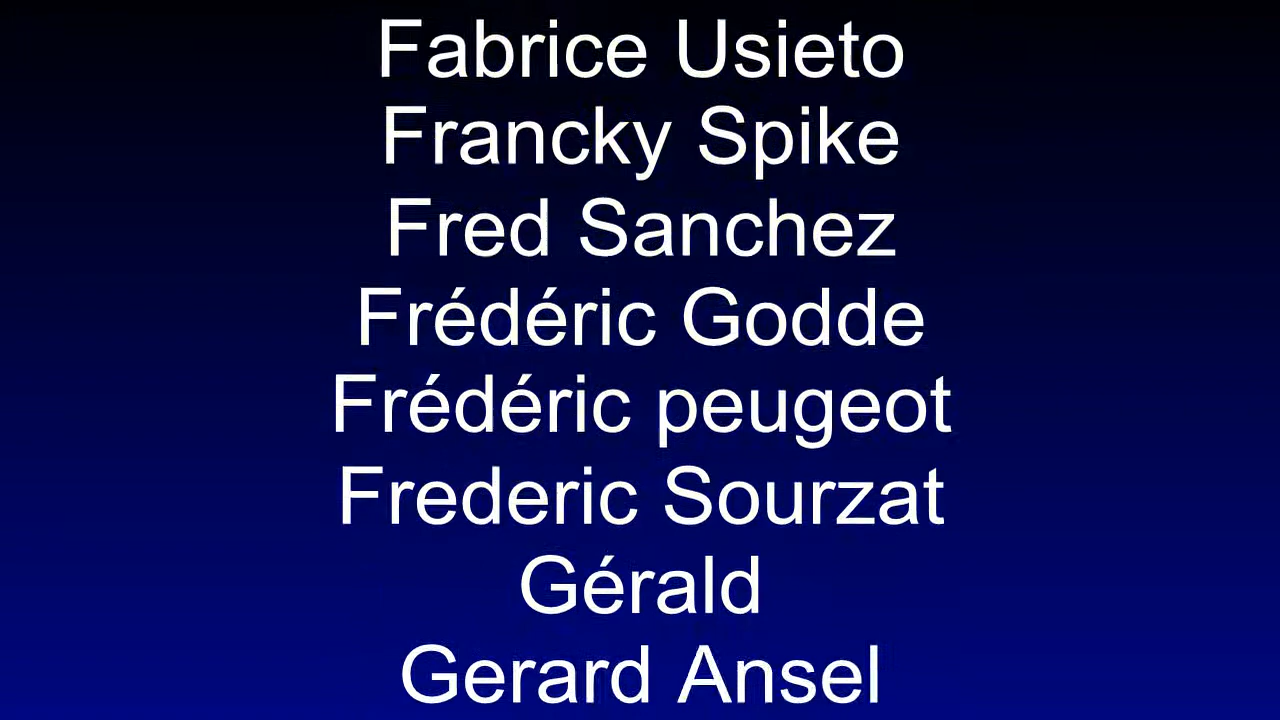 Fabrice Usieto
Francky Spike
Fred Sanchez
Frédéric Godde
Frédéric peugeot
Frederic Sourzat
Gérald
Gerard Ansel